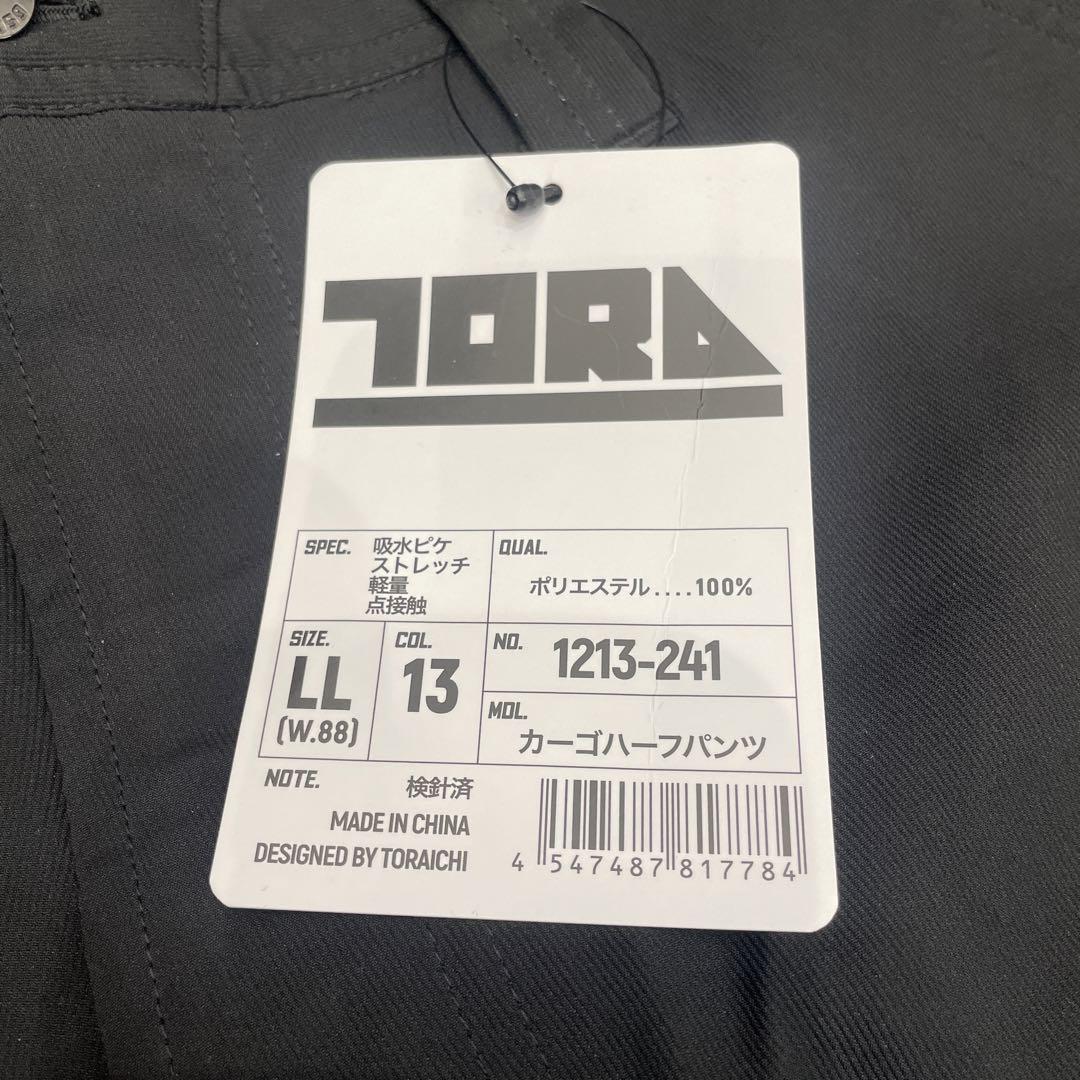 TORA
SPEC. 吸水ピケ
ストレッチ
軽量
点接触
QUAL.
ポリエステル....100%
SIZE.
LL
(W.88)
COL.
13
NO. 1213-241
MDL.
カーゴハーフパンツ
NOTE. 検針済
MADE IN CHINA
DESIGNED BY TORAICHI
4 547487 817784